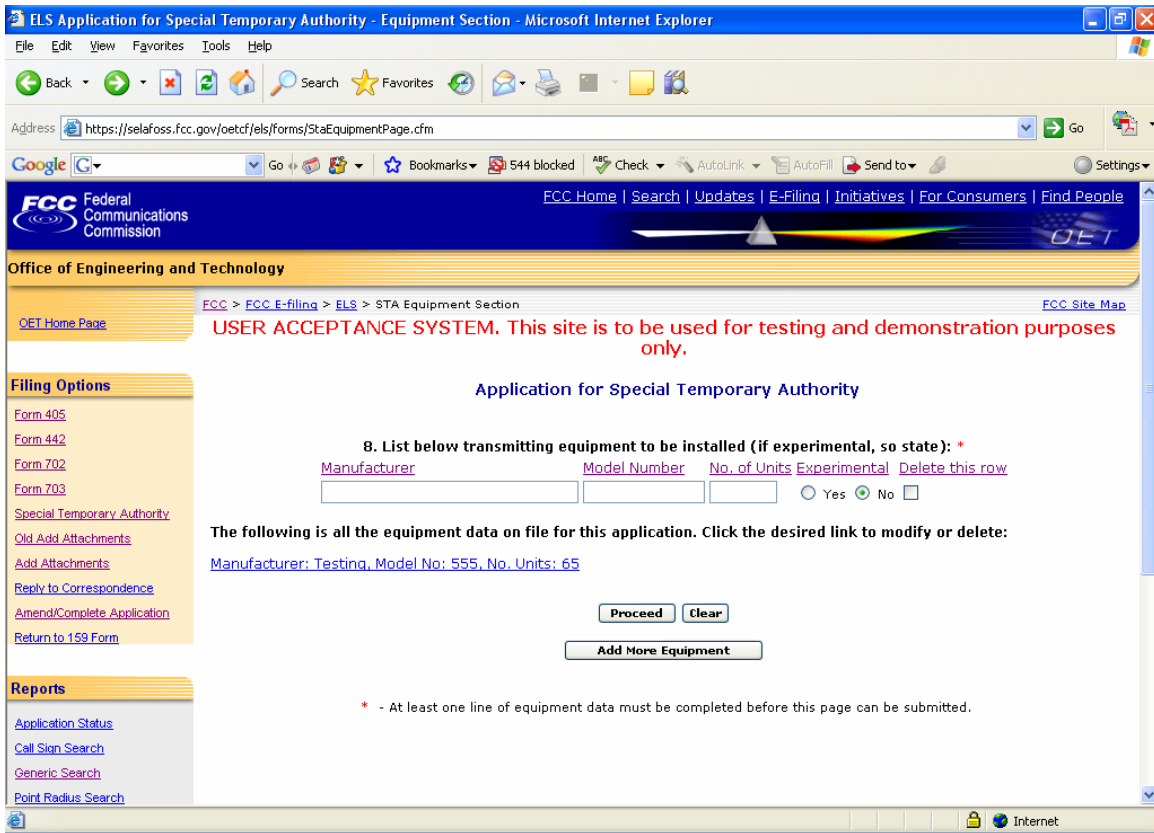 ELS Application for Special Temporary Authority - Equipment Section - Microsoft Internet Explorer
File Edit View Favorites Tools Help
Back Search Favorites
Address https://selafoss.fcc.gov/oetcf/els/forms/StaEquipmentPage.cfm Go
Google G Go Bookmarks 544 blocked ABC Check AutoLink AutoFill Send to Settings
FCC Federal Communications Commission
FCC Home | Search | Updates | E-Filing | Initiatives | For Consumers | Find People
OET
Office of Engineering and Technology
FCC > FCC E-filing > ELS > STA Equipment Section FCC Site Map
OET Home Page
USER ACCEPTANCE SYSTEM. This site is to be used for testing and demonstration purposes
only.
Filing Options
Form 405
Form 442
Form 702
Form 703
Special Temporary Authority
Old Add Attachments
Add Attachments
Reply to Correspondence
Amend/Complete Application
Return to 159 Form
Reports
Application Status
Call Sign Search
Generic Search
Point Radius Search
Application for Special Temporary Authority
8. List below transmitting equipment to be installed (if experimental, so state): *
Manufacturer Model Number No. of Units Experimental Delete this row
Yes No
The following is all the equipment data on file for this application. Click the desired link to modify or delete:
Manufacturer: Testing, Model No: 555, No. Units: 65
Proceed Clear
Add More Equipment
* - At least one line of equipment data must be completed before this page can be submitted.
Internet